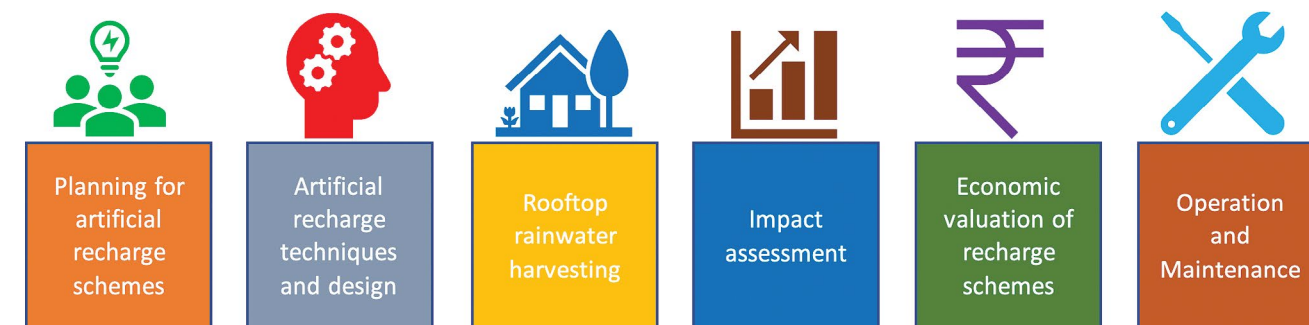 Planning for
artificial
recharge
schemes
Artificial
recharge
techniques
and design
Rooftop
rainwater
harvesting
Impact
assessment
Economic
valuation of
recharge
schemes
Operation
and
Maintenance